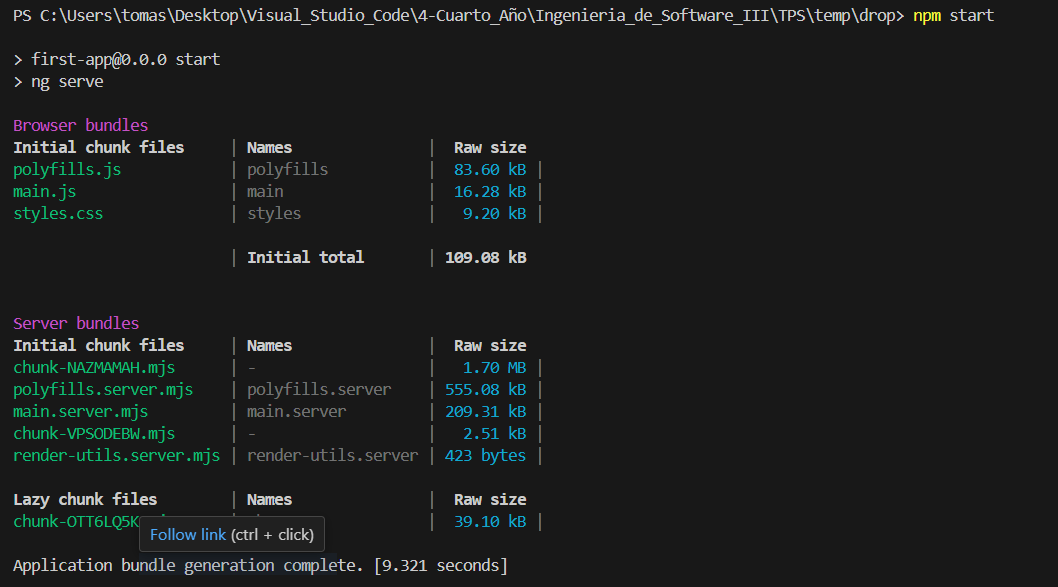 PS C:\Users\tomas\Desktop\Visual_Studio_Code\4-Cuarto_Año\Ingenieria_de_Software_III\TPS\temp\drop> npm start
> first-app@0.0.0 start
> ng serve
Browser bundles
Initial chunk files | Names | Raw size
polyfills.js | polyfills | 83.60 kB |
main.js | main | 16.28 kB |
styles.css | styles | 9.20 kB |
| Initial total | 109.08 kB
Server bundles
Initial chunk files | Names | Raw size
chunk-NAZMAMAH.mjs | - | 1.70 MB |
polyfills.server.mjs | polyfills.server | 555.08 kB |
main.server.mjs | main.server | 209.31 kB |
chunk-VPSODEBW.mjs | - | 2.51 kB |
render-utils.server.mjs | render-utils.server | 423 bytes |
Lazy chunk files | Names | Raw size
chunk-OTT6LQ5K | 39.10 kB |
Follow link (ctrl + click)
Application bundle generation complete. [9.321 seconds]